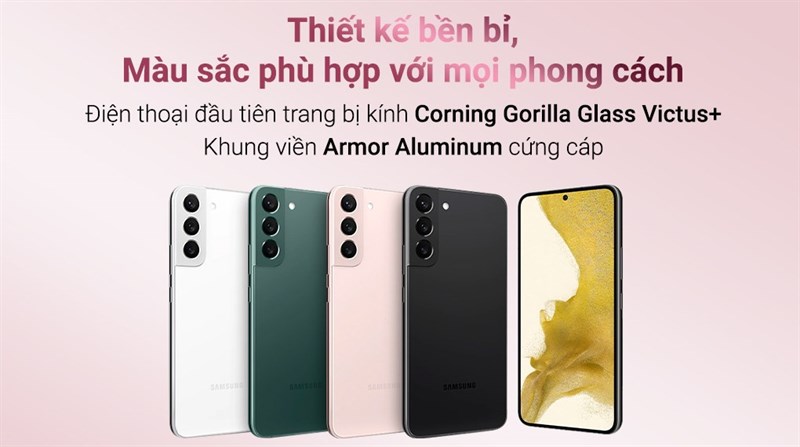 Thiết kế bền bỉ,
Màu sắc phù hợp với mọi phong cách
Điện thoại đầu tiên trang bị kính Corning Gorilla Glass Victus+
Khung viền Armor Aluminum cứng cáp
SAMSUNG SAMSUNG SAMSUNG SAMSUNG